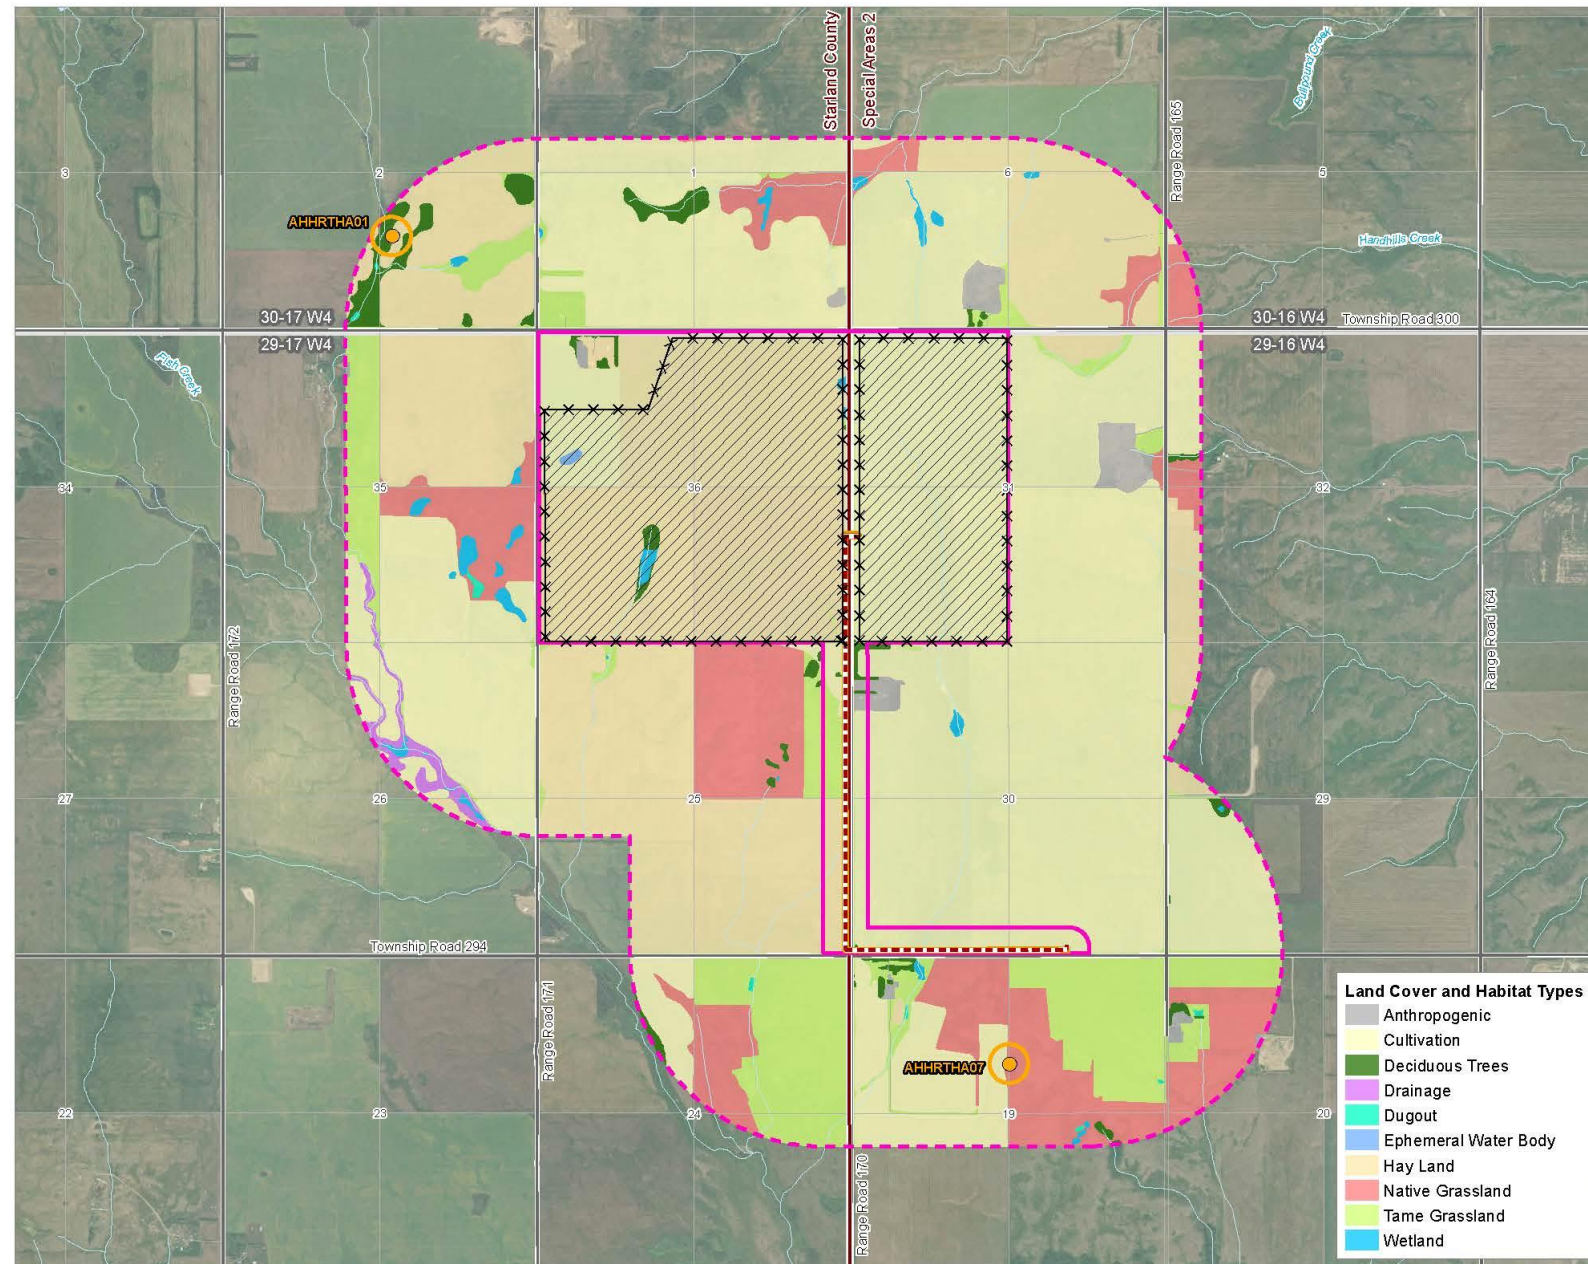 Starland County
Special Areas 2
Bullpound Creek
Range Road 165
3
2
1
6
5
AHHRTHA01
Handhills Creek
30-17 W4
30-16 W4
Township Road 300
29-17 W4
29-16 W4
Fish Creek
34
35
36
31
32
Range Road 172
Range Road 164
27
26
25
30
29
Township Road 294
Range Road 171
AHHRTHA07
22
23
24
19
20
Range Road 170
Land Cover and Habitat Types
Anthropogenic
Cultivation
Deciduous Trees
Drainage
Dugout
Ephemeral Water Body
Hay Land
Native Grassland
Tame Grassland
Wetland